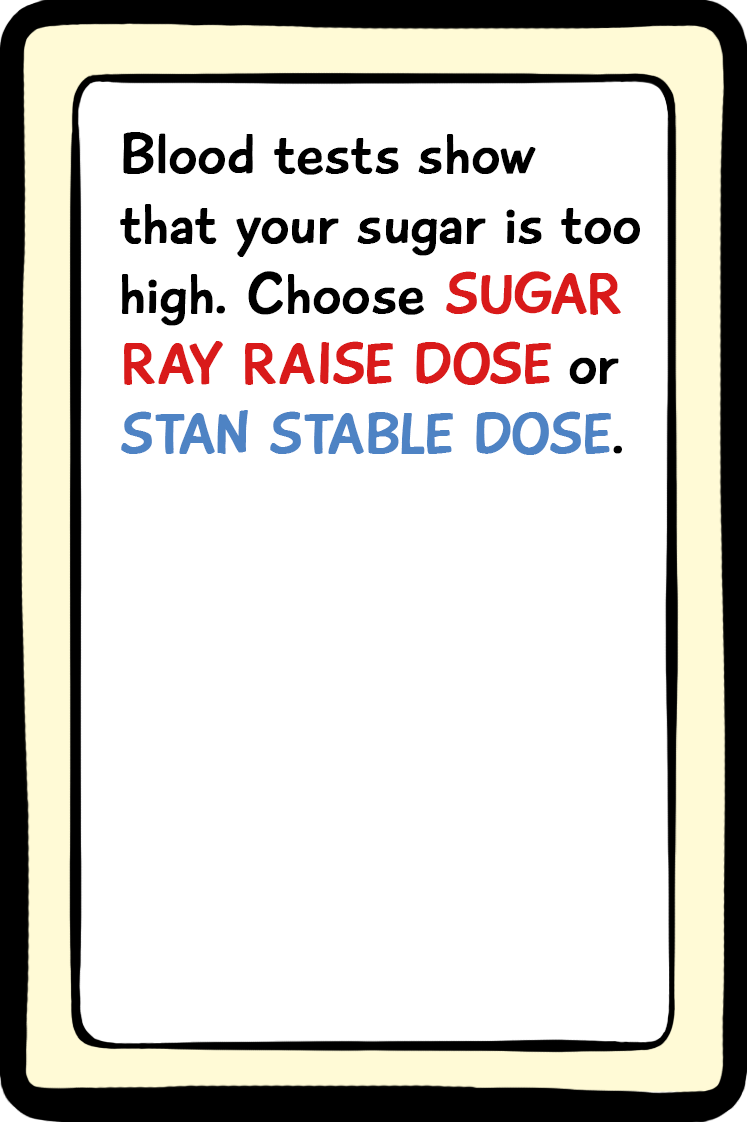 Blood tests show
that your sugar is too
high. Choose SUGAR
RAY RAISE DOSE or
STAN STABLE DOSE.